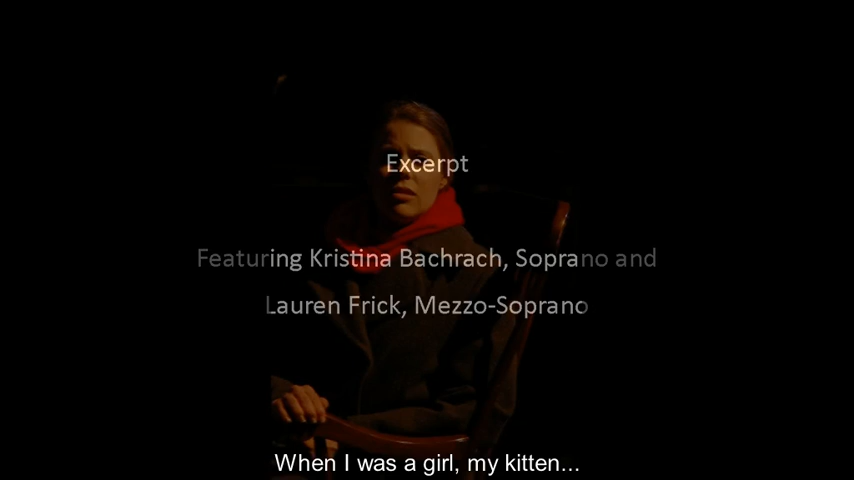 Excerpt
Featuring Kristina Bachrach, Soprano and
Lauren Frick, Mezzo-Soprano
When I was a girl, my kitten...